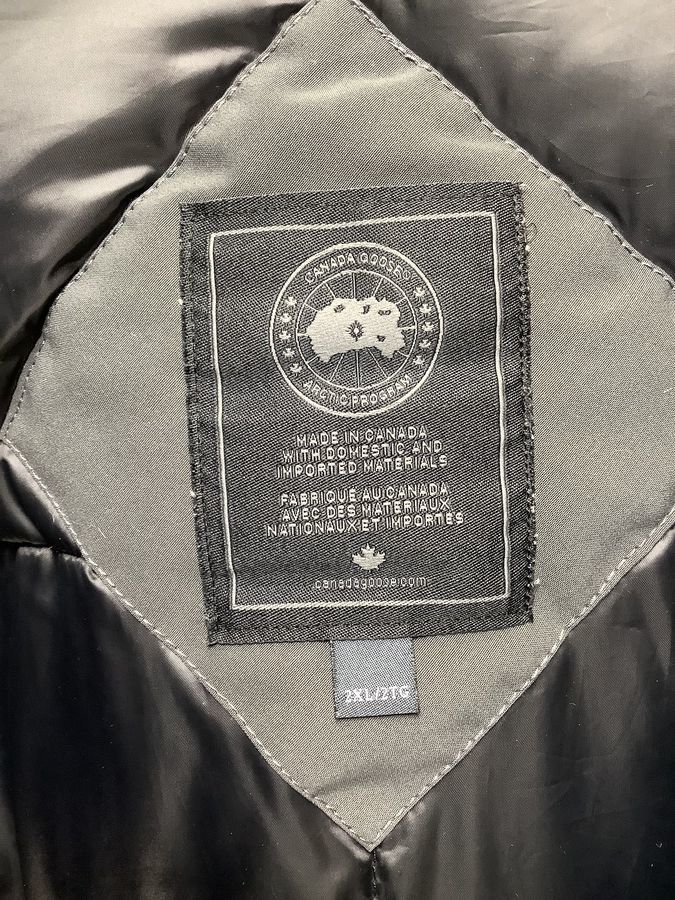 CANADA GOOSE
ARCTIC PROGRAM
MADE IN CANADA
WITH DOMESTIC AND
IMPORTED MATERIALS
FABRIQUE AU CANADA
AVEC DES MATERIAUX
NATIONAUX ET IMPORTES
canadagoose.com
2XL/2TG